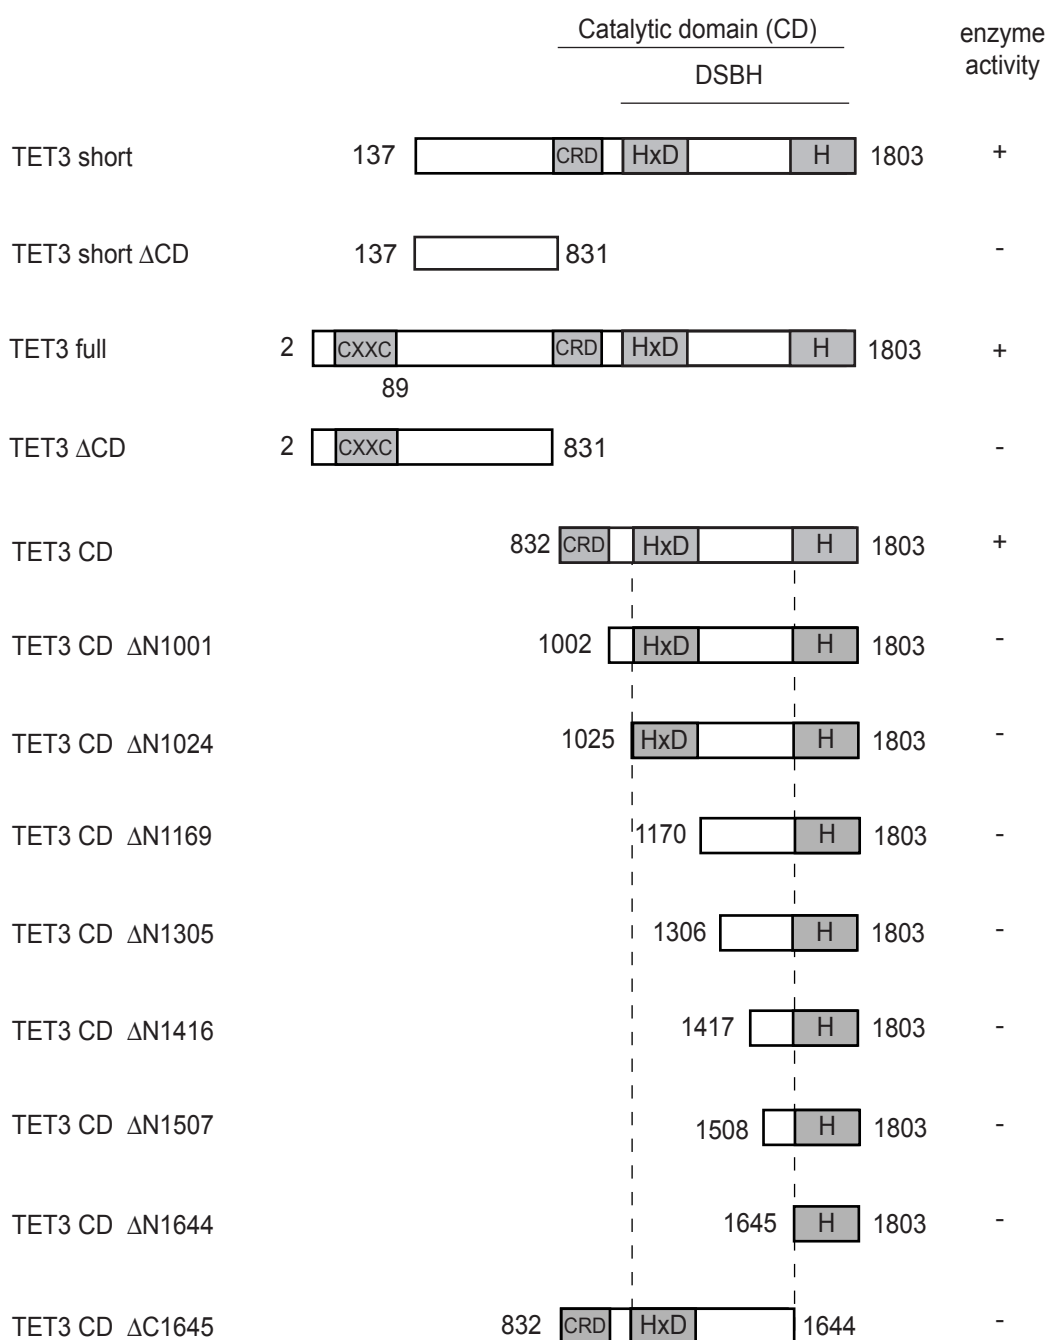 Catalytic domain (CD)
enzyme
activity
DSBH
TET3 short 137 CRD HxD H 1803 +
TET3 short ΔCD 137 831 -
TET3 full 2 CXXC CRD HxD H 1803 +
89
TET3 ΔCD 2 CXXC 831 -
TET3 CD 832 CRD HxD H 1803 +
TET3 CD ΔN1001 1002 HxD H 1803 -
TET3 CD ΔN1024 1025 HxD H 1803 -
TET3 CD ΔN1169 1170 H 1803 -
TET3 CD ΔN1305 1306 H 1803 -
TET3 CD ΔN1416 1417 H 1803 -
TET3 CD ΔN1507 1508 H 1803 -
TET3 CD ΔN1644 1645 H 1803 -
TET3 CD ΔC1645 832 CRD HxD 1644 -